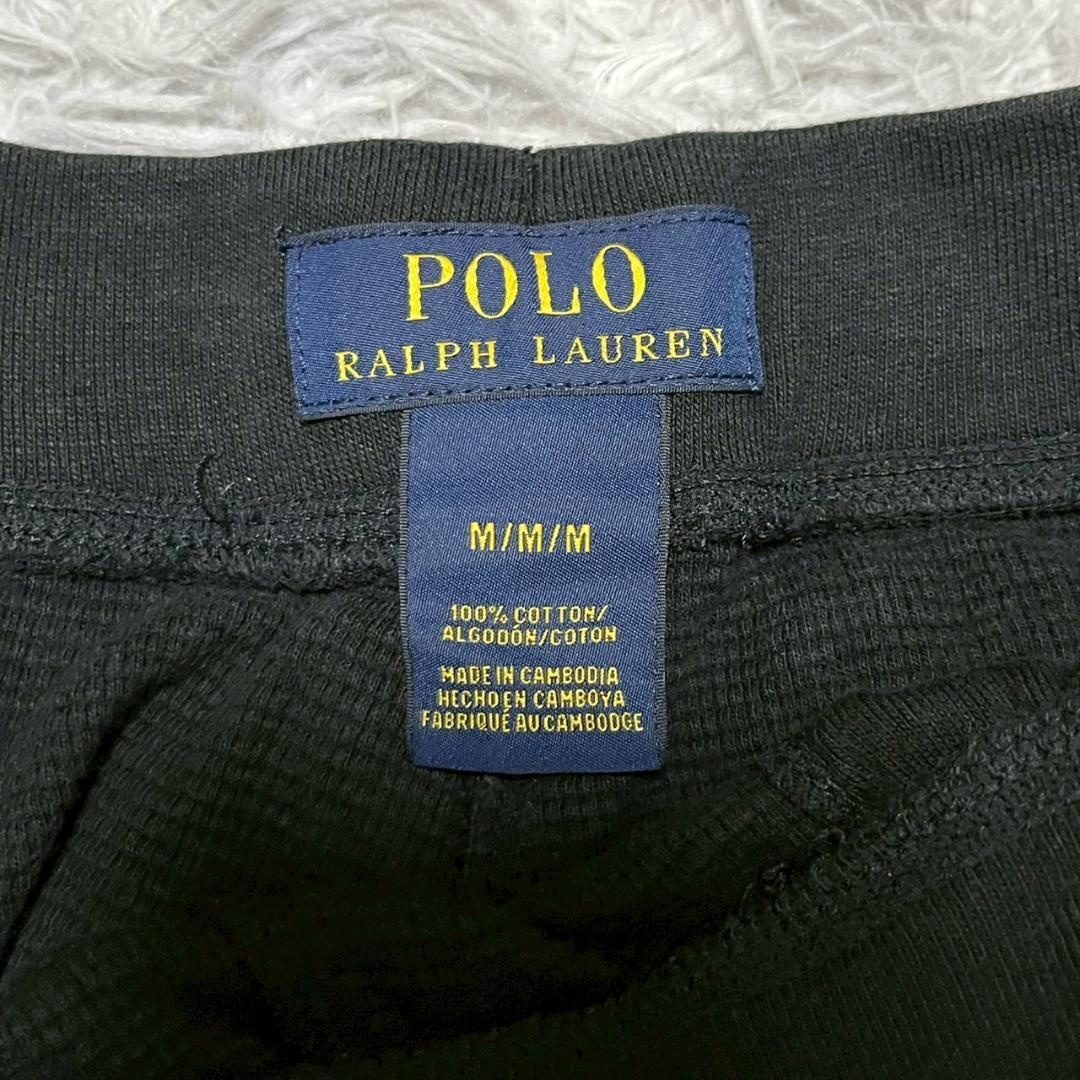 POLO
RALPH LAUREN
M/M/M
100% COTTON/
ALGODÓN/COTON
MADE IN CAMBODIA
HECHO EN CAMBOYA
FABRIQUÉ AU CAMBODGE